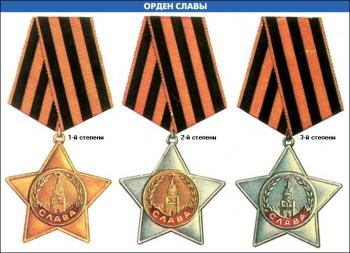 ОРДЕН СЛАВЫ
1-й степени
2-й степени
3-й степени
СЛАВА
СЛАВА
СЛАВА